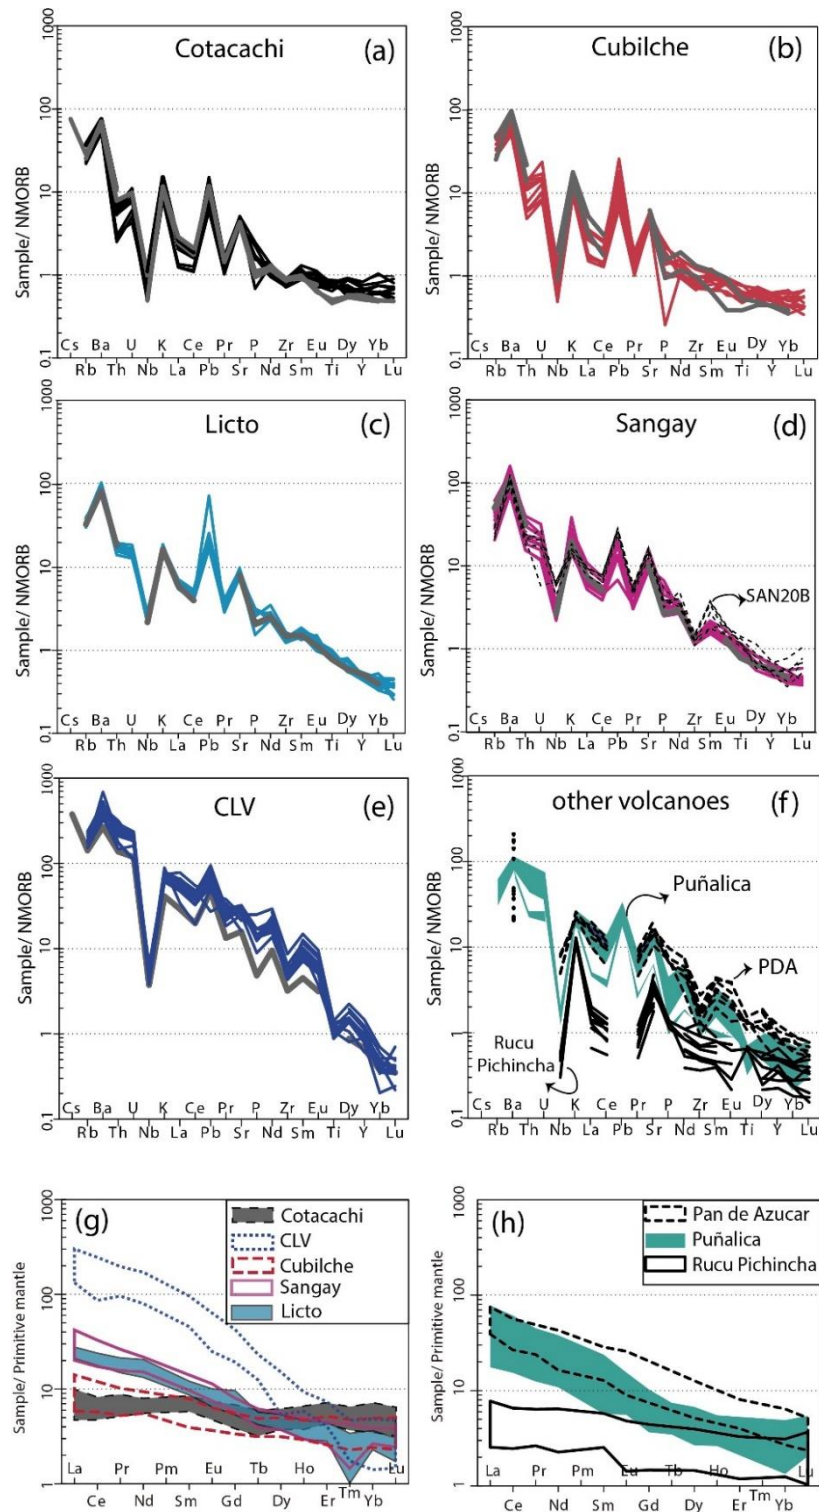 Cotacachi (a)
Sample/ NMORB
1000
100
10
1
0,1
Cs Ba U K Ce Pr P Zr Eu Dy Yb
Rb Th Nb La Pb Sr Nd Sm Ti Y Lu
Cubilche (b)
Sample/ NMORB
1000
100
10
1
0,1
Cs Ba U K Ce Pr P Zr Eu Dy Yb
Rb Th Nb La Pb Sr Nd Sm Ti Y Lu
Licto (c)
Sample/ NMORB
1000
100
10
1
0,1
Cs Ba U K Ce Pr P Zr Eu Dy Yb
Rb Th Nb La Pb Sr Nd Sm Ti Y Lu
Sangay (d)
SAN20B
Sample/ NMORB
1000
100
10
1
0,1
Cs Ba U K Ce Pr P Zr Eu Dy Yb
Rb Th Nb La Pb Sr Nd Sm Ti Y Lu
CLV (e)
Sample/ NMORB
1000
100
10
1
0,1
Cs Ba U K Ce Pr P Zr Eu Dy Yb
Rb Th Nb La Pb Sr Nd Sm Ti Y Lu
other volcanoes (f)
Puñalica
PDA
Rucu
Pichincha
Sample/ NMORB
1000
100
10
1
0,1
Cs Ba U K Ce Pr P Zr Eu Dy Yb
Rb Th Nb La Pb Sr Nd Sm Ti Y Lu
(g)
Cotacachi
CLV
Cubilche
Sangay
Licto
Sample/ Primitive mantle
1000
100
10
1
La Pr Pm Eu Tb Ho Tm Lu
Ce Nd Sm Gd Dy Er Yb
(h)
Pan de Azucar
Puñalica
Rucu Pichincha
Sample/ Primitive mantle
1000
100
10
1
La Pr Pm Eu Tb Ho Tm Lu
Ce Nd Sm Gd Dy Er Yb